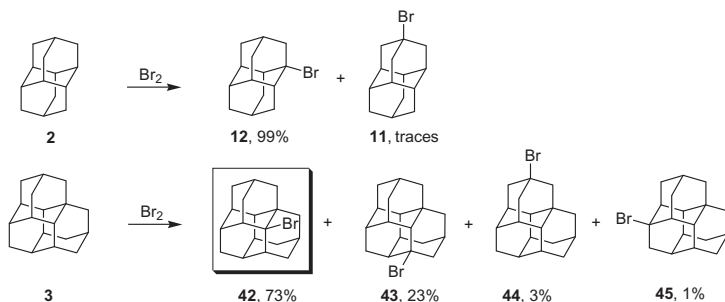 Br
Br₂
Br
+
2
12, 99%
11, traces
Br
Br₂
Br
+
+
+
Br
Br
3
42, 73%
43, 23%
44, 3%
45, 1%